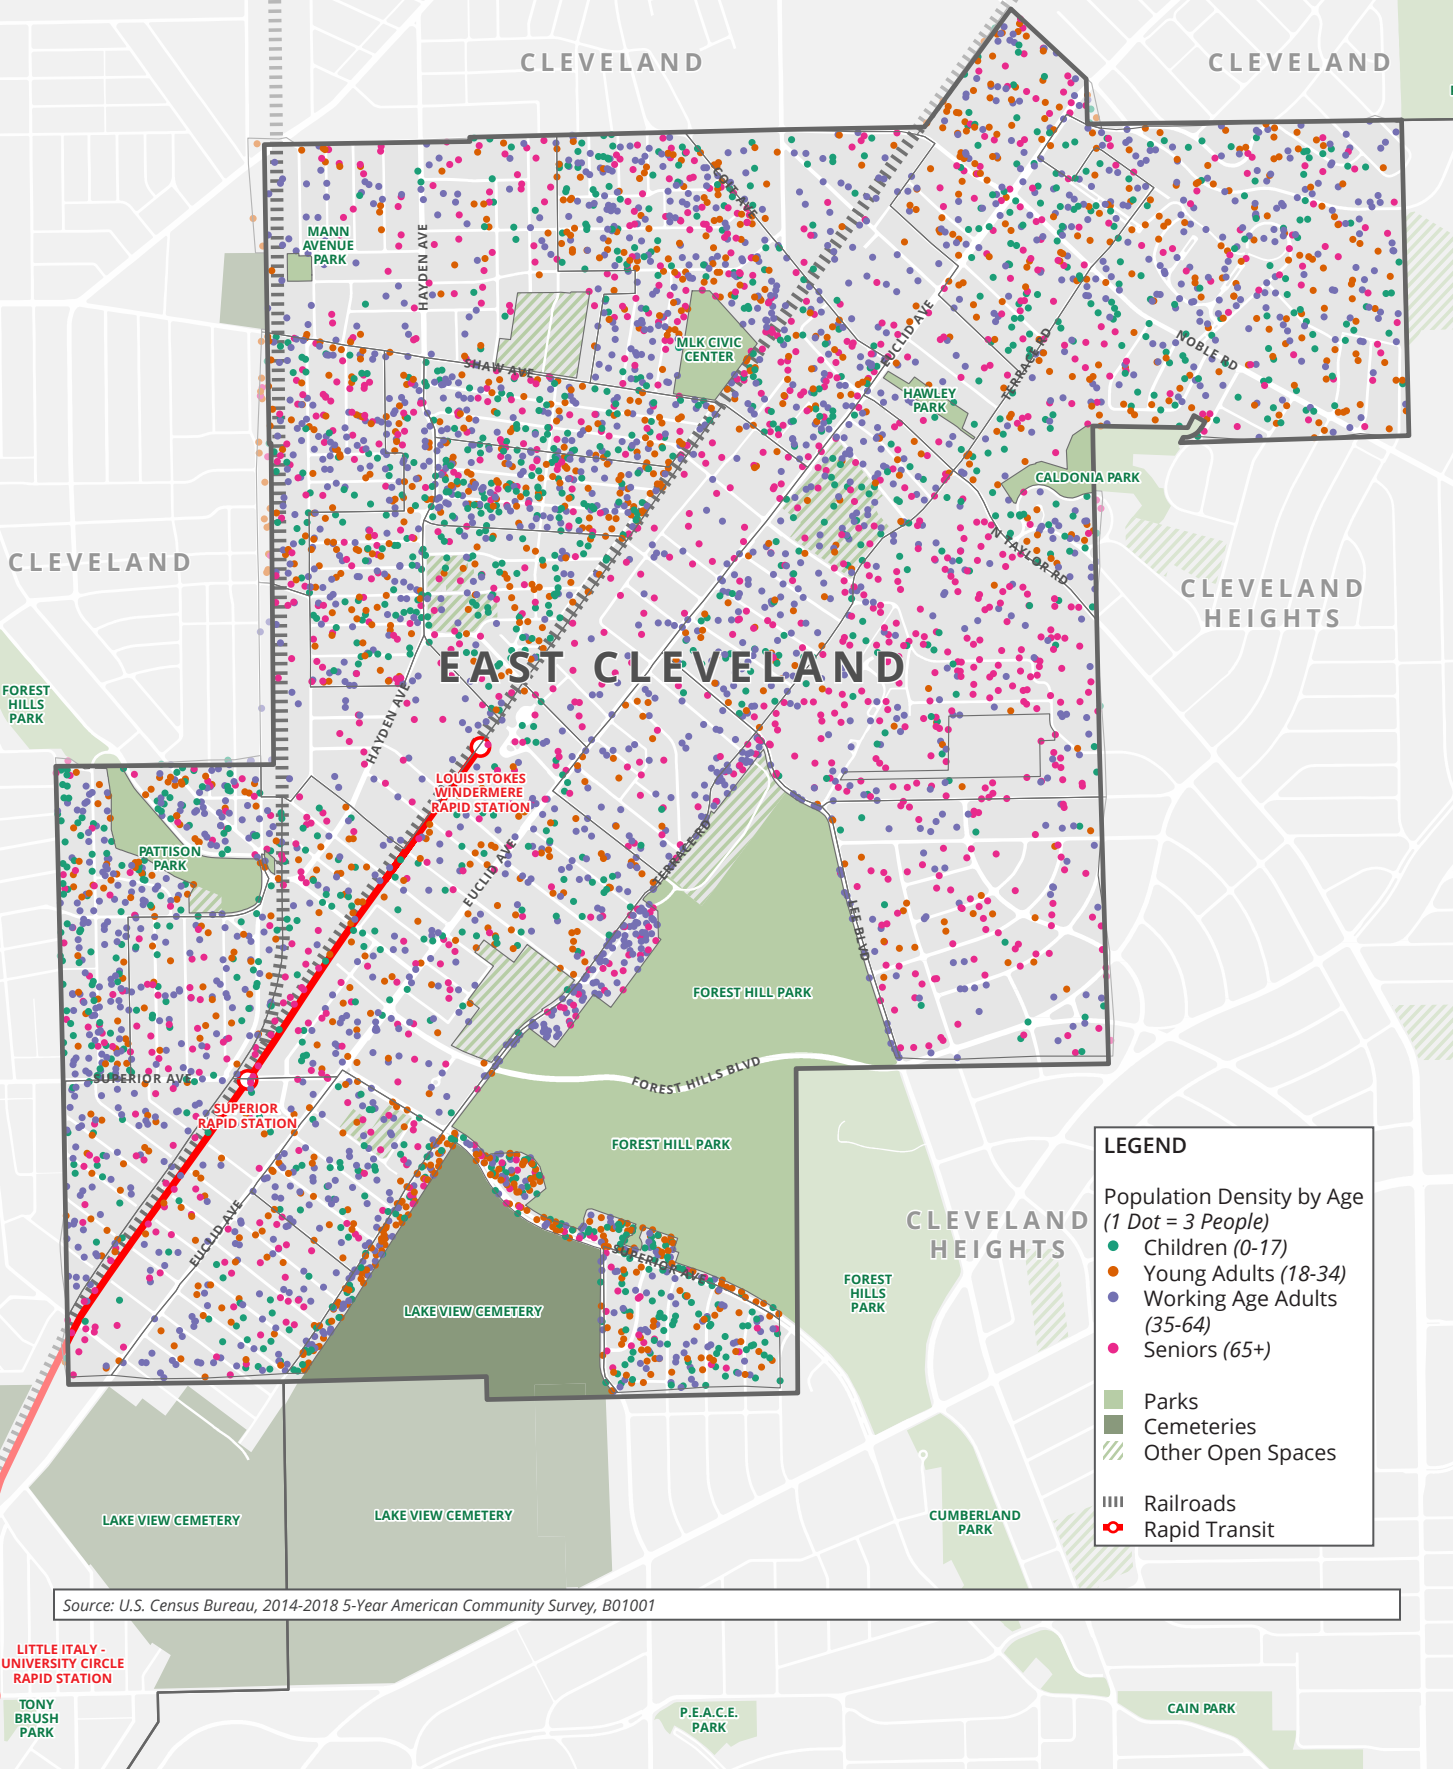 CLEVELAND
CLEVELAND
COIT AVE
MANN
AVENUE
PARK
HAYDEN AVE
EUCLID AVE
MLK CIVIC
CENTER
SHAW AVE
TERRACE RD
NOBLE RD
HAWLEY
PARK
CALDONIA PARK
CLEVELAND
N TAYLOR RD
CLEVELAND
HEIGHTS
EAST CLEVELAND
FOREST
HILLS
PARK
HAYDEN AVE
LOUIS STOKES
WINDERMERE
RAPID STATION
PATTISON
PARK
EUCLID AVE
TERRACE RD
LEE BLVD
FOREST HILL PARK
FOREST HILLS BLVD
SUPERIOR AVE
SUPERIOR
RAPID STATION
FOREST HILL PARK
EUCLID AVE
SUPERIOR AVE
CLEVELAND
HEIGHTS
FOREST
HILLS
PARK
LAKE VIEW CEMETERY
LEGEND
Population Density by Age
(1 Dot = 3 People)
Children (0-17)
Young Adults (18-34)
Working Age Adults
(35-64)
Seniors (65+)
Parks
Cemeteries
Other Open Spaces
Railroads
Rapid Transit
LAKE VIEW CEMETERY
LAKE VIEW CEMETERY
CUMBERLAND
PARK
Source: U.S. Census Bureau, 2014-2018 5-Year American Community Survey, B01001
LITTLE ITALY -
UNIVERSITY CIRCLE
RAPID STATION
TONY
BRUSH
PARK
P.E.A.C.E.
PARK
CAIN PARK